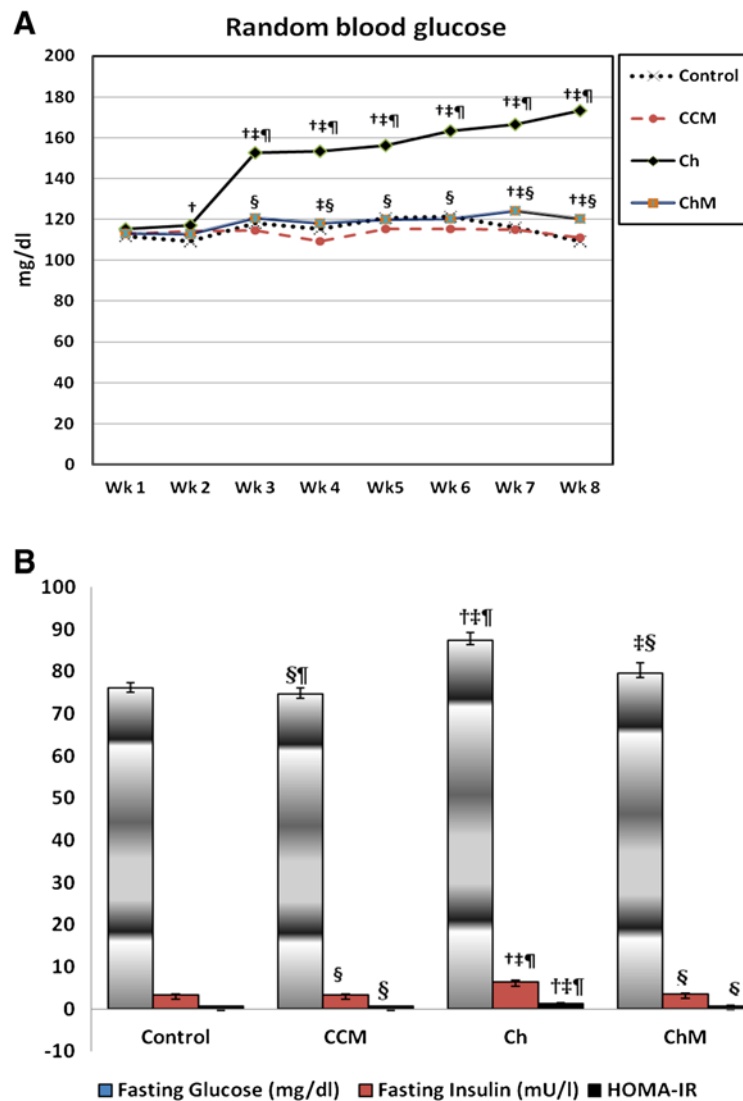 A
Random blood glucose
mg/dl
200
180
160
140
120
100
80
60
40
20
0
†
†‡¶ †‡¶ †‡¶ †‡¶ †‡¶ †‡¶
§ ‡§ § § †‡§ †‡§
Wk 1 Wk 2 Wk 3 Wk 4 Wk5 Wk 6 Wk 7 Wk 8
Control
CCM
Ch
ChM
B
100
90
80
70
60
50
40
30
20
10
0
-10
§¶ †‡¶ ‡§
§ § †‡¶ †‡¶ § §
Control CCM Ch ChM
Fasting Glucose (mg/dl) Fasting Insulin (mU/l) HOMA-IR